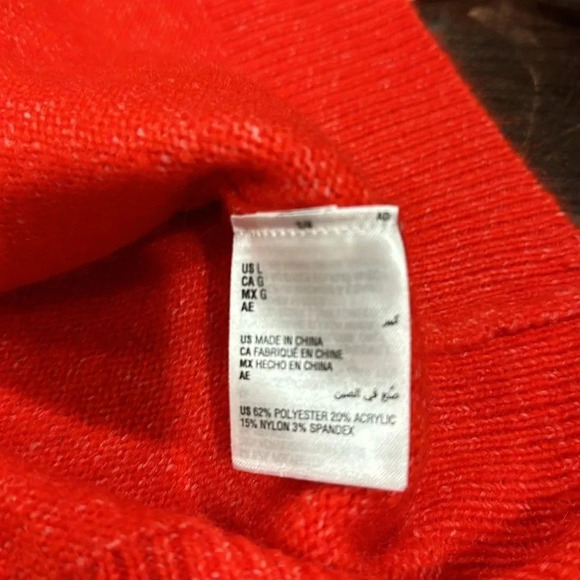 US L
CA G
MX G
AE
كبير
US MADE IN CHINA
CA FABRIQUÉ EN CHINE
MX HECHO EN CHINA
AE
صُنع في الصين
US 62% POLYESTER 20% ACRYLIC
15% NYLON 3% SPANDEX